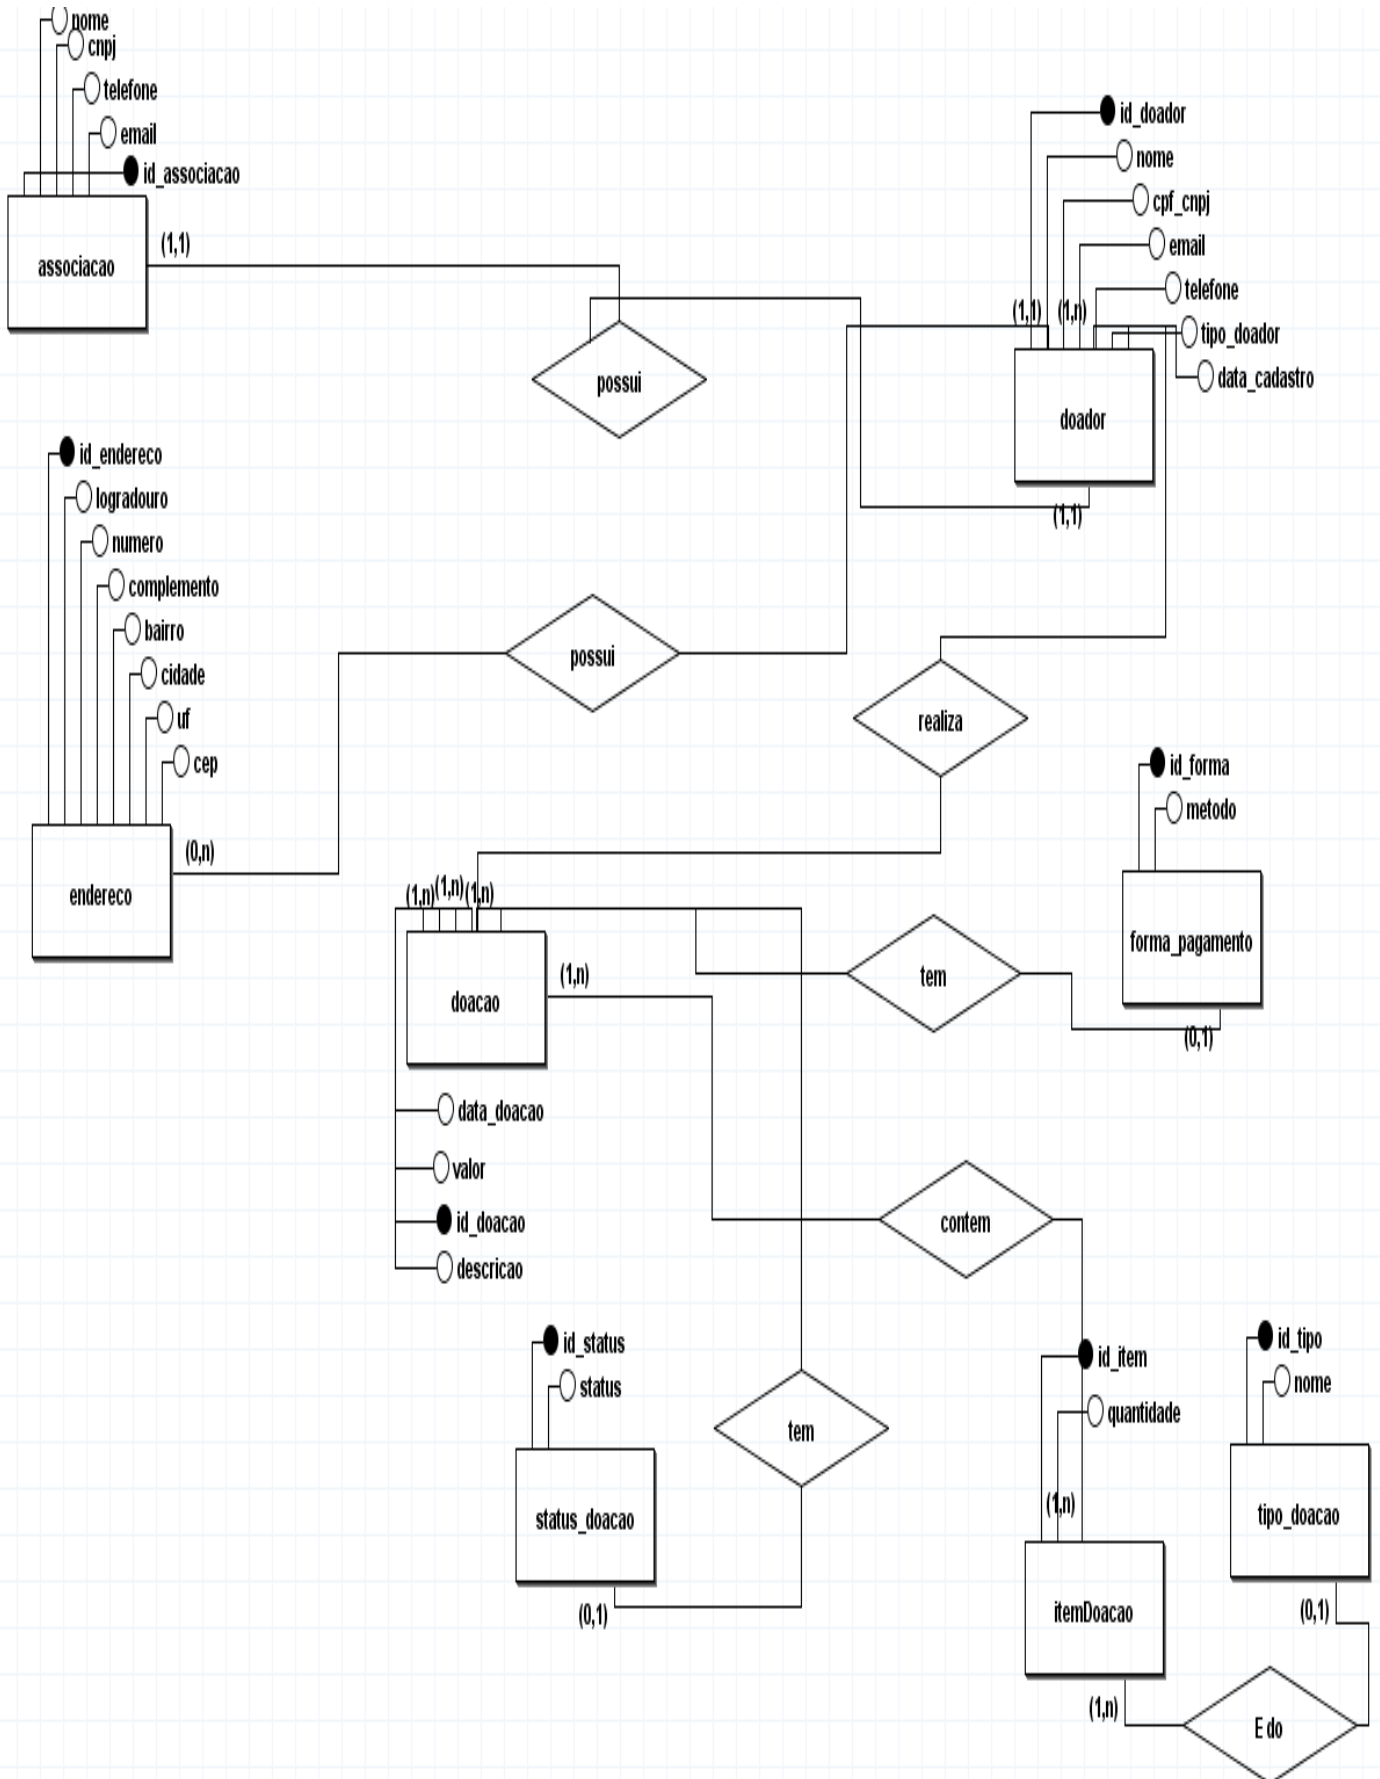 nome
cnpj
telefone
email
id_associacao
associacao
(1,1)
possui
id_doador
nome
cpf_cnpj
email
telefone
tipo_doador
data_cadastro
(1,1)
(1,n)
doador
(1,1)
id_endereco
logradouro
numero
complemento
bairro
cidade
uf
cep
endereco
(0,n)
possui
realiza
id_forma
metodo
forma_pagamento
(0,1)
tem
(1,n)
(1,n)
(1,n)
doacao
(1,n)
data_doacao
valor
id_doacao
descricao
contem
id_status
status
status_doacao
(0,1)
tem
id_item
quantidade
(1,n)
itemDoacao
(1,n)
id_tipo
nome
tipo_doacao
(0,1)
E do